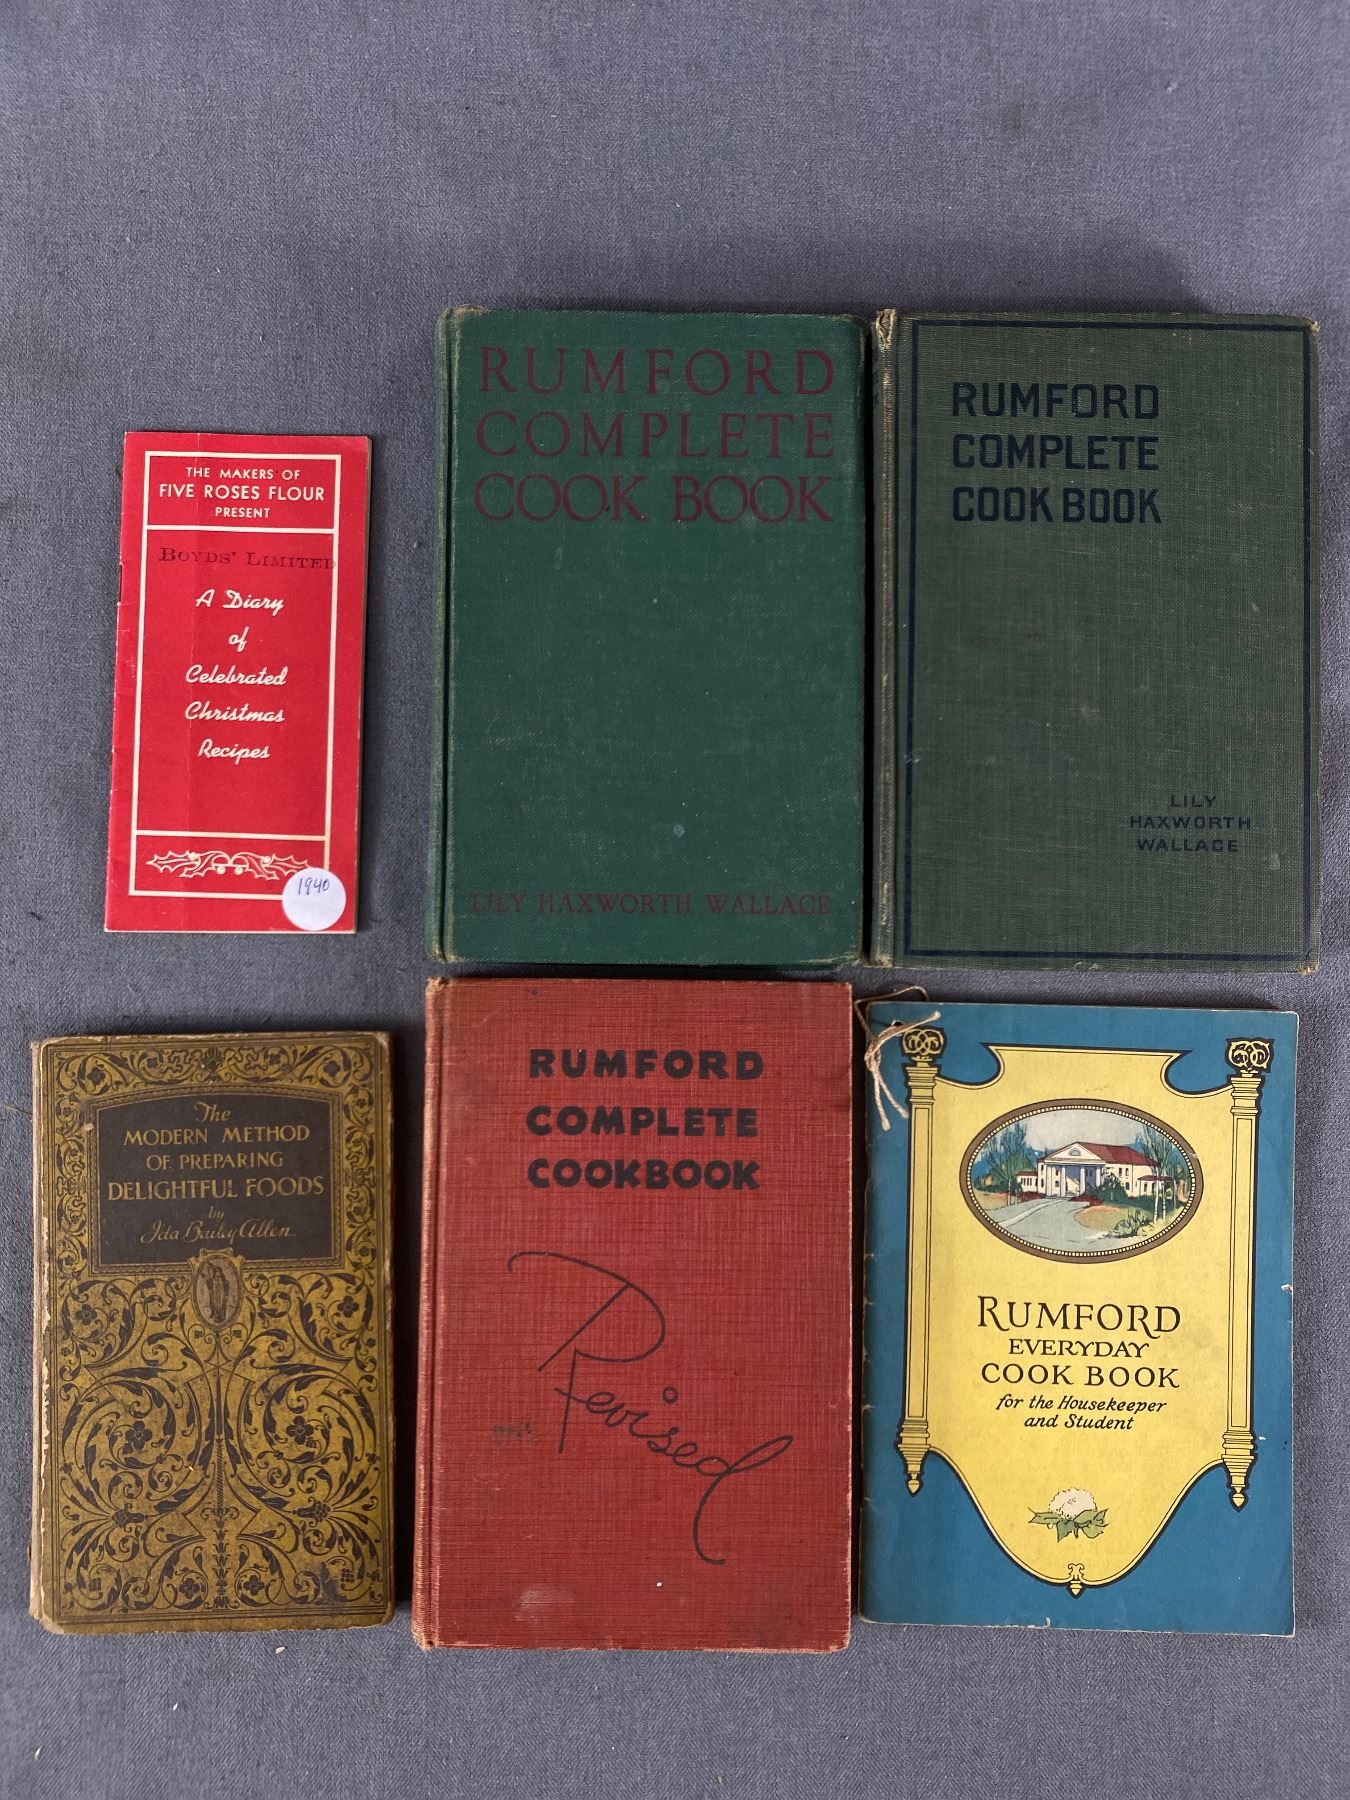 THE MAKERS OF
FIVE ROSES FLOUR
PRESENT
BOYDS' LIMITED
A Diary
of
Celebrated
Christmas
Recipes
1940
RUMFORD
COMPLETE
COOK BOOK
LILY HAXWORTH WALLACE
RUMFORD
COMPLETE
COOK BOOK
LILY
HAXWORTH
WALLACE
The
MODERN METHOD
OF PREPARING
DELIGHTFUL FOODS
by
Ida Bailey Allen
RUMFORD
COMPLETE
COOKBOOK
Revised
RUMFORD
EVERYDAY
COOK BOOK
for the Housekeeper
and Student